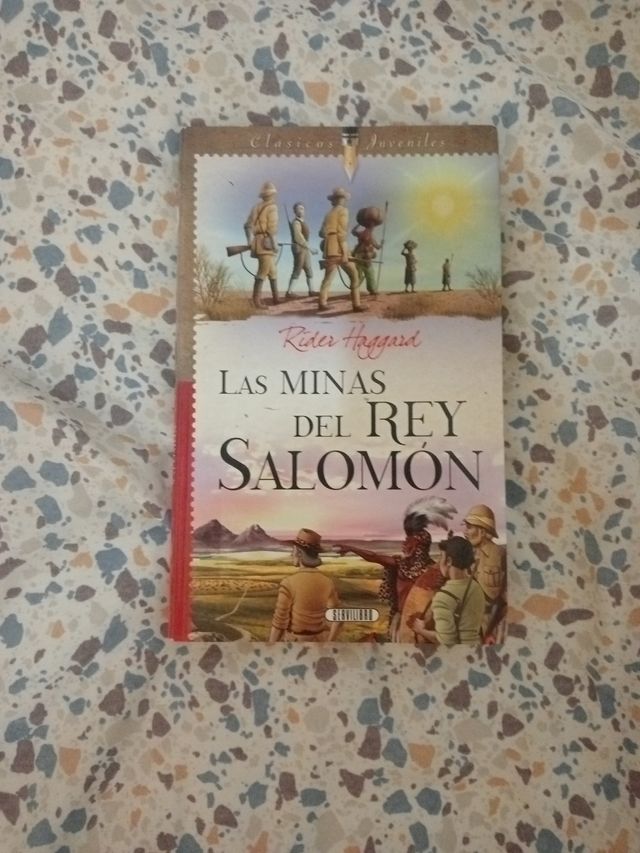 Clásicos Juveniles
Rider Haggard
LAS MINAS
DEL REY
SALOMÓN
SERVILIBRO